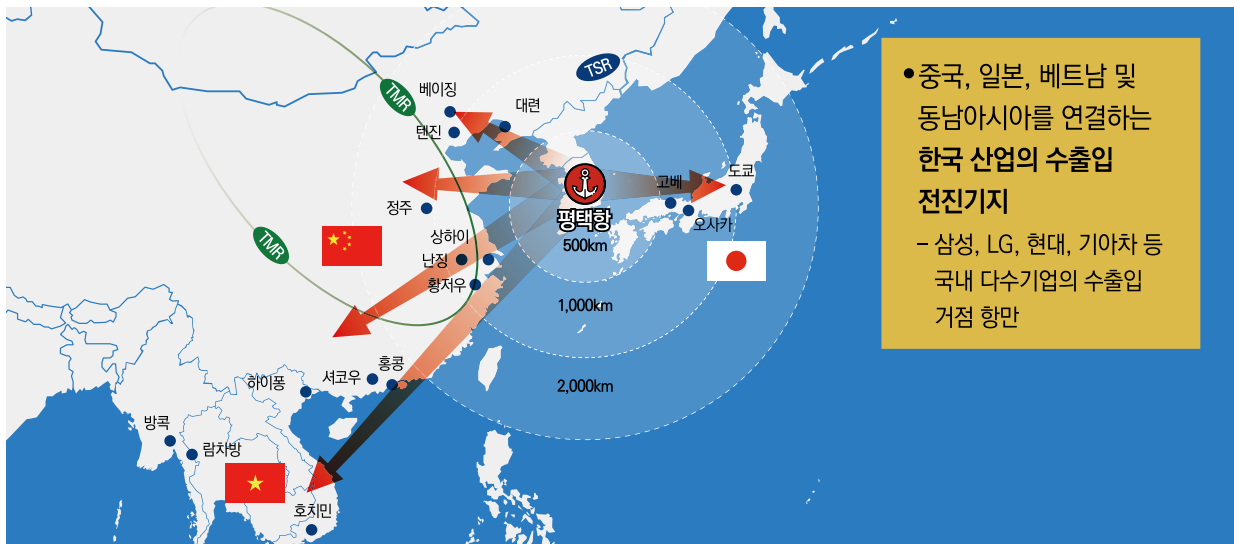 TSR
TMR
베이징
대련
텐진
정주
상하이
난징
황저우
TMR
평택항
500km
1,000km
2,000km
고베
도쿄
오사카
홍콩
셔코우
하이퐁
방콕
람차방
호치민
•중국, 일본, 베트남 및
동남아시아를 연결하는
한국 산업의 수출입
전진기지
– 삼성, LG, 현대, 기아차 등
국내 다수기업의 수출입
거점 항만